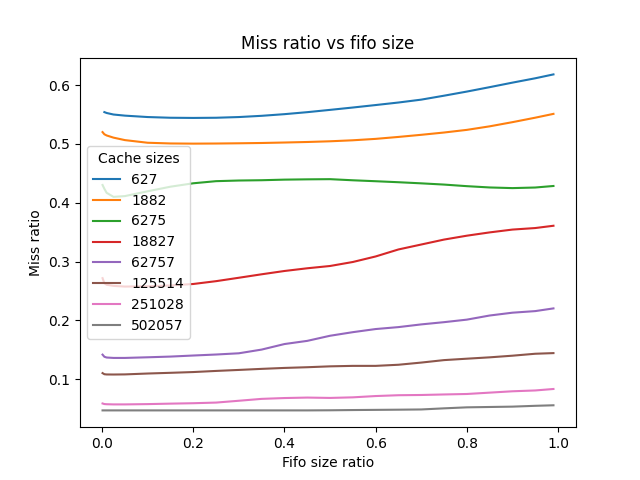 Miss ratio vs fifo size
Miss ratio
0.6
0.5
0.4
0.3
0.2
0.1
Cache sizes
627
1882
6275
18827
62757
125514
251028
502057
0.0 0.2 0.4 0.6 0.8 1.0
Fifo size ratio